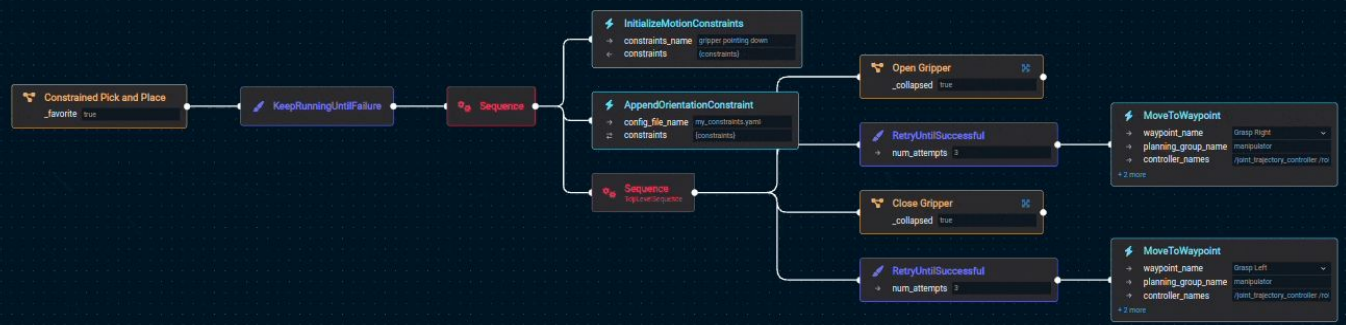 Constrained Pick and Place
_favorite true
KeepRunningUntilFailure
Sequence
InitializeMotionConstraints
constraints_name gripper pointing down
constraints {constraints}
AppendOrientationConstraint
config_file_name my_constraints.yaml
constraints {constraints}
Sequence
TopLevelSequence
Open Gripper
_collapsed true
RetryUntilSuccessful
num_attempts 3
Close Gripper
_collapsed true
RetryUntilSuccessful
num_attempts 3
MoveToWaypoint
waypoint_name Grasp Right
planning_group_name manipulator
controller_names /joint_trajectory_controller /rol
+ 2 more
MoveToWaypoint
waypoint_name Grasp Left
planning_group_name manipulator
controller_names /joint_trajectory_controller /rol
+ 2 more